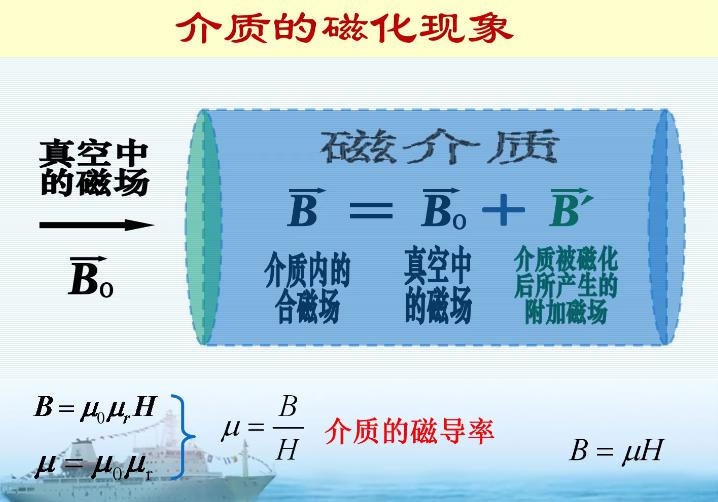 介质的磁化现象
真空中
的磁场
B⃗₀
磁介质
B⃗ = B⃗₀ + B⃗′
介质内的
合磁场
真空中
的磁场
介质被磁化
后所产生的
附加磁场
B = μ₀μᵣH
μ = μ₀μᵣ
μ = B/H
介质的磁导率
B = μH